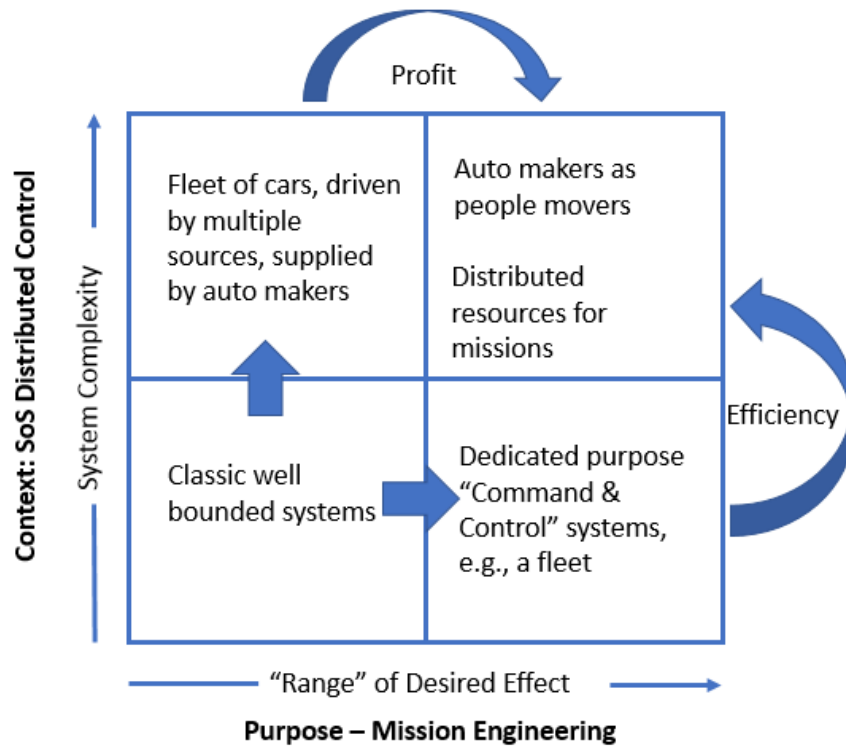 Profit
Fleet of cars, driven
by multiple
sources, supplied
by auto makers
Auto makers as
people movers
Distributed
resources for
missions
Context: SoS Distributed Control
System Complexity
Efficiency
Classic well
bounded systems
Dedicated purpose
“Command &
Control” systems,
e.g., a fleet
“Range” of Desired Effect
Purpose – Mission Engineering